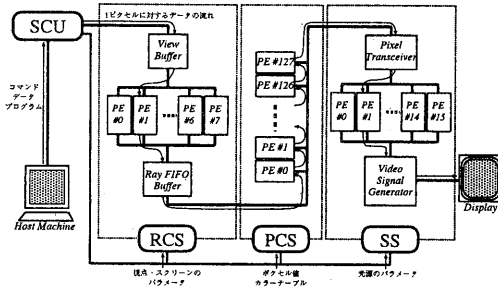 SCU
1ピクセルに対するデータの流れ
View
Buffer
PE
#0
PE
#1
PE
#6
PE
#7
Ray FIFO
Buffer
PE #127
PE #126
PE #1
PE #0
Pixel
Transceiver
PE
#0
PE
#1
PE
#14
PE
#15
Video
Signal
Generator
Display
コマンド
データ
プログラム
Host Machine
RCS
PCS
SS
視点・スクリーンの
パラメータ
ボクセル値
カラーテーブル
光源のパラメータ